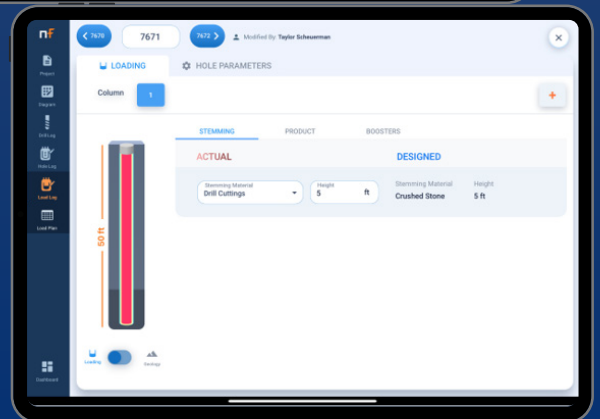 nf
< 7670
7671
7672 >
Modified By: Taylor Scheuerman
×
Project
LOADING
HOLE PARAMETERS
Diagram
Column
1
+
Drill Log
STEMMING
PRODUCT
BOOSTERS
Hole Log
ACTUAL
DESIGNED
Load Log
Stemming Material
Drill Cuttings
Height
5
ft
Stemming Material
Crushed Stone
Height
5 ft
Load Plan
50 ft
Loading
Geology
Dashboard